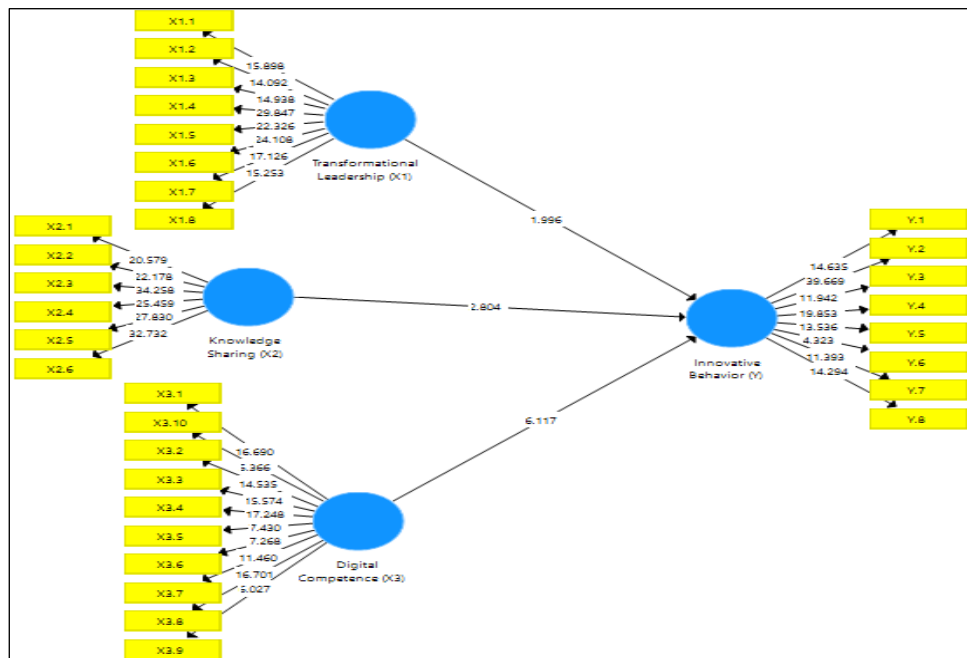 X1.1
X1.2
X1.3
X1.4
X1.5
X1.6
X1.7
X1.8
15.898
14.092
14.938
29.847
22.326
24.108
17.126
15.253
Transformational
Leadership (X1)
1.996
X2.1
X2.2
X2.3
X2.4
X2.5
X2.6
20.579
22.178
34.258
25.459
27.830
32.732
Knowledge
Sharing (X2)
2.804
X3.1
X3.10
X3.2
X3.3
X3.4
X3.5
X3.6
X3.7
X3.8
X3.9
16.690
14.535
15.574
17.248
7.430
7.268
11.460
16.701
Digital
Competence (X3)
6.117
Innovative
Behavior (Y)
Y.1
Y.2
Y.3
Y.4
Y.5
Y.6
Y.7
Y.8
14.635
39.669
11.942
19.853
13.536
4.323
11.393
14.294